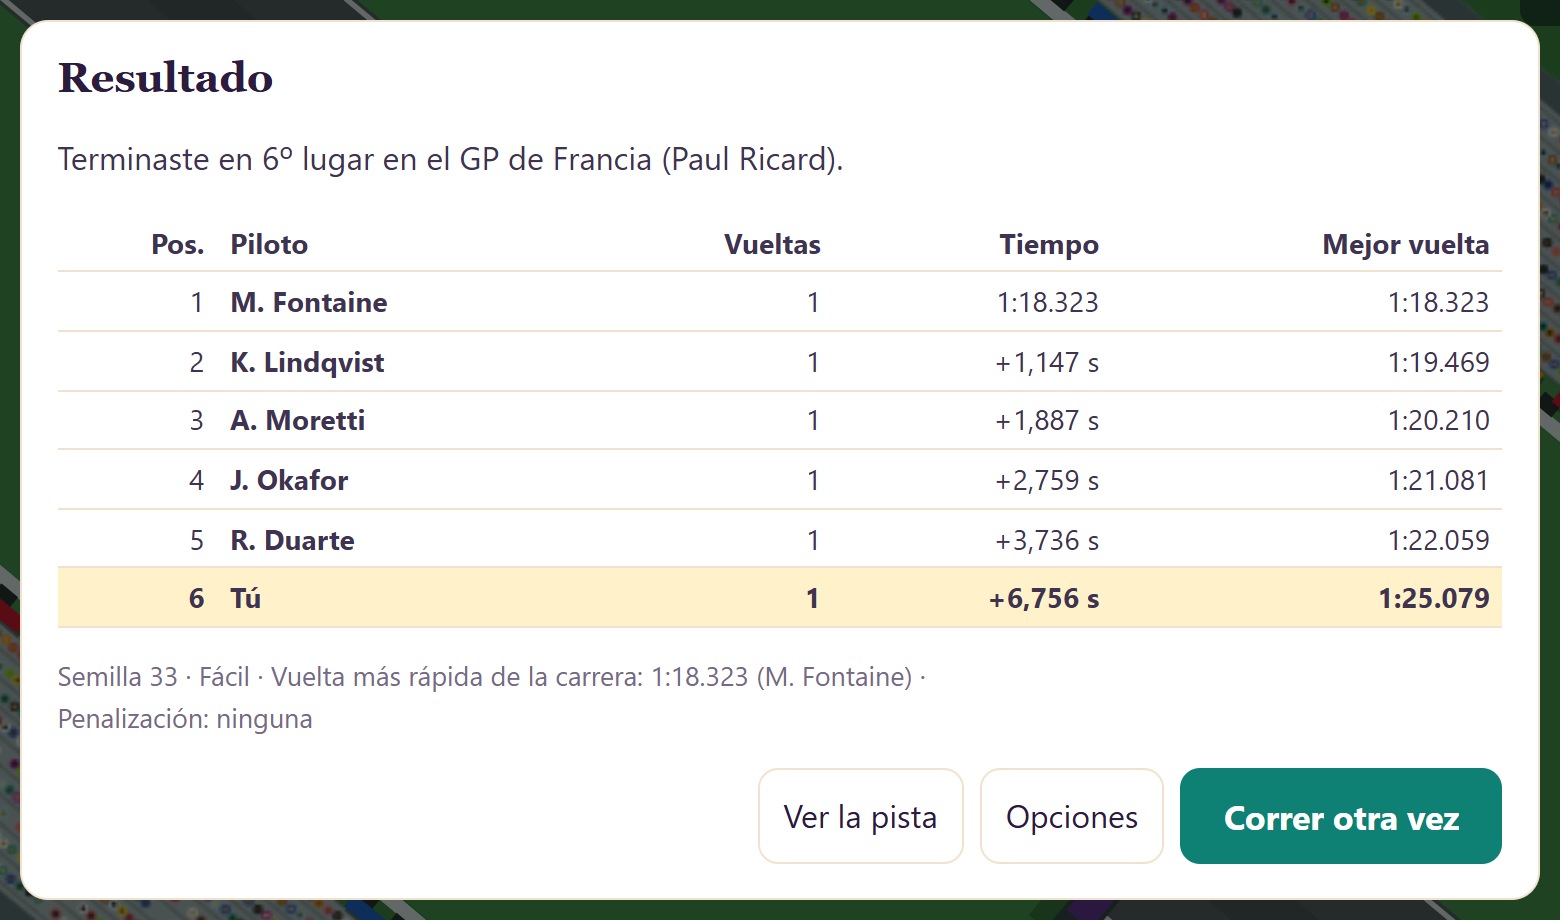 Resultado
Terminaste en 6º lugar en el GP de Francia (Paul Ricard).
Pos. Piloto Vueltas Tiempo Mejor vuelta
1 M. Fontaine 1 1:18.323 1:18.323
2 K. Lindqvist 1 +1,147 s 1:19.469
3 A. Moretti 1 +1,887 s 1:20.210
4 J. Okafor 1 +2,759 s 1:21.081
5 R. Duarte 1 +3,736 s 1:22.059
6 Tú 1 +6,756 s 1:25.079
Semilla 33 · Fácil · Vuelta más rápida de la carrera: 1:18.323 (M. Fontaine) ·
Penalización: ninguna
Ver la pista Opciones Correr otra vez